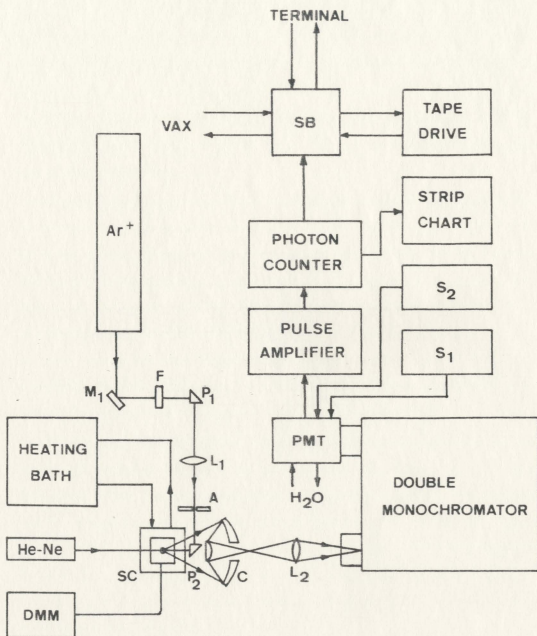 TERMINAL
VAX
SB
TAPE
DRIVE
Ar+
STRIP
CHART
PHOTON
COUNTER
S2
PULSE
AMPLIFIER
S1
M1
F
P1
PMT
HEATING
BATH
L1
H2O
DOUBLE
MONOCHROMATOR
A
He-Ne
SC
P2
C
L2
DMM